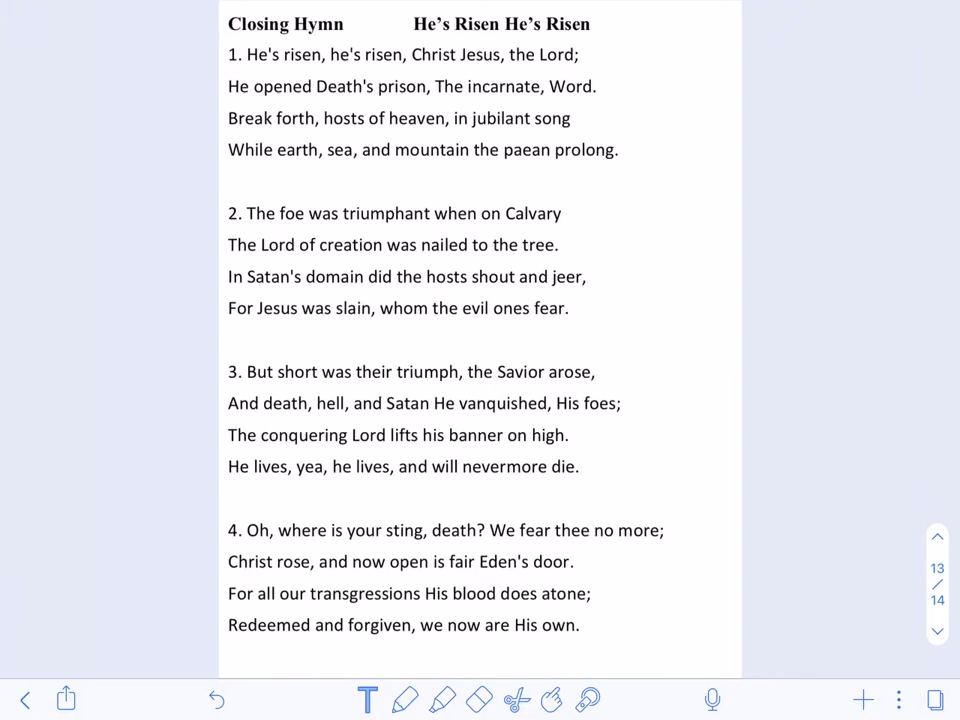 Closing Hymn He’s Risen He’s Risen
1. He's risen, he's risen, Christ Jesus, the Lord;
He opened Death's prison, The incarnate, Word.
Break forth, hosts of heaven, in jubilant song
While earth, sea, and mountain the paean prolong.
2. The foe was triumphant when on Calvary
The Lord of creation was nailed to the tree.
In Satan's domain did the hosts shout and jeer,
For Jesus was slain, whom the evil ones fear.
3. But short was their triumph, the Savior arose,
And death, hell, and Satan He vanquished, His foes;
The conquering Lord lifts his banner on high.
He lives, yea, he lives, and will nevermore die.
4. Oh, where is your sting, death? We fear thee no more;
Christ rose, and now open is fair Eden's door.
For all our transgressions His blood does atone;
Redeemed and forgiven, we now are His own.
13
/
14
T